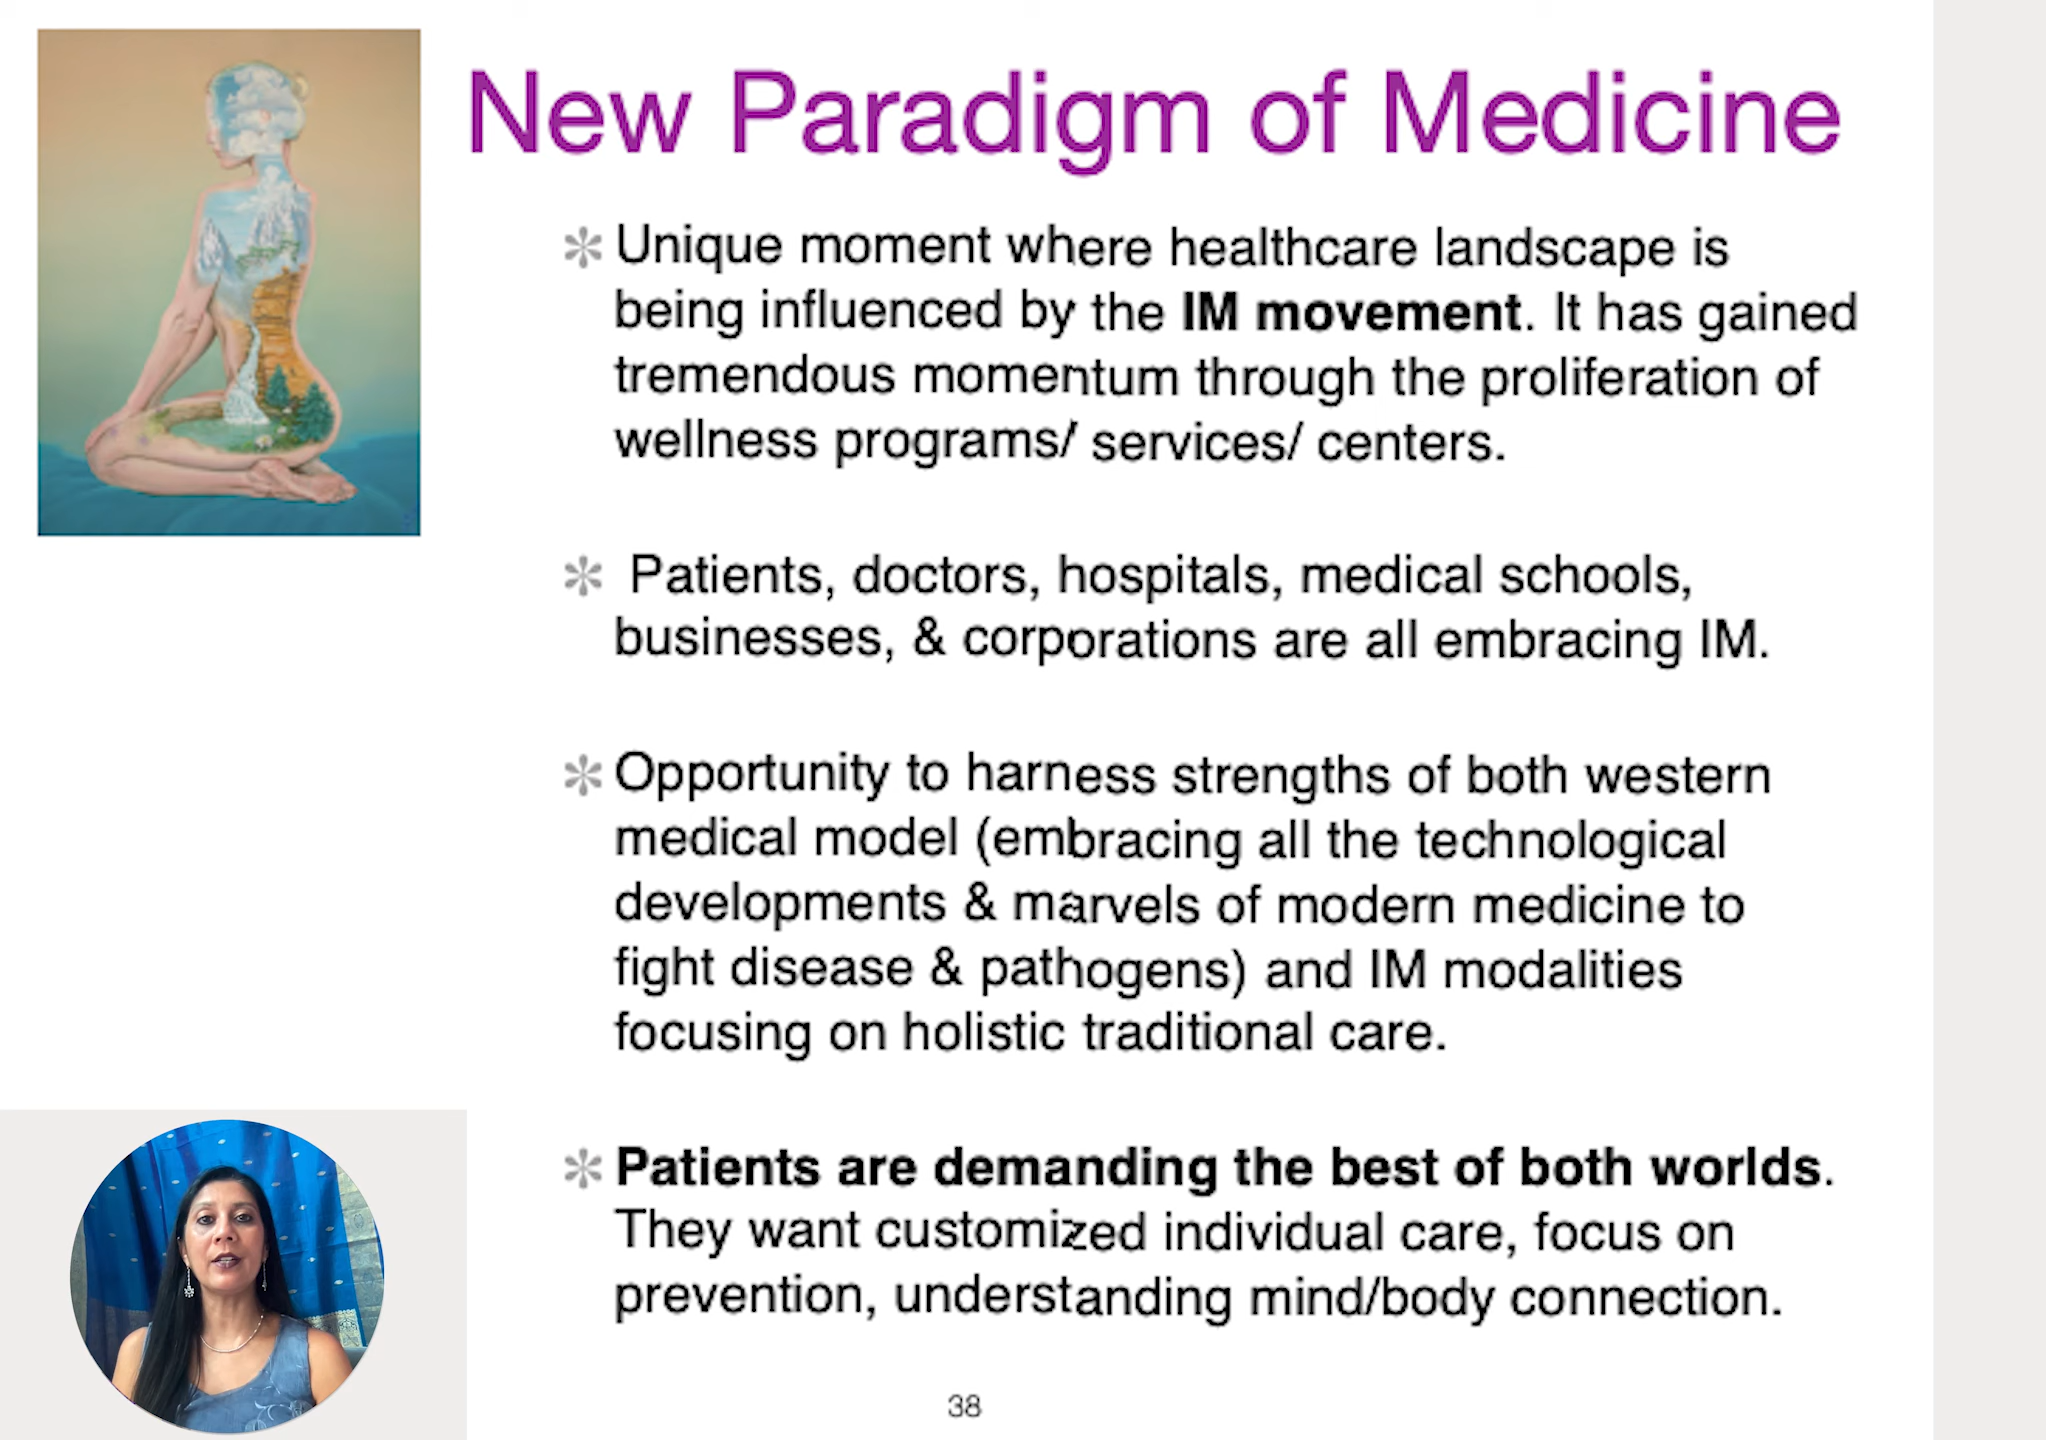 New Paradigm of Medicine
✼ Unique moment where healthcare landscape is
being influenced by the IM movement. It has gained
tremendous momentum through the proliferation of
wellness programs/ services/ centers.
✼ Patients, doctors, hospitals, medical schools,
businesses, & corporations are all embracing IM.
✼ Opportunity to harness strengths of both western
medical model (embracing all the technological
developments & marvels of modern medicine to
fight disease & pathogens) and IM modalities
focusing on holistic traditional care.
✼ Patients are demanding the best of both worlds.
They want customized individual care, focus on
prevention, understanding mind/body connection.
38